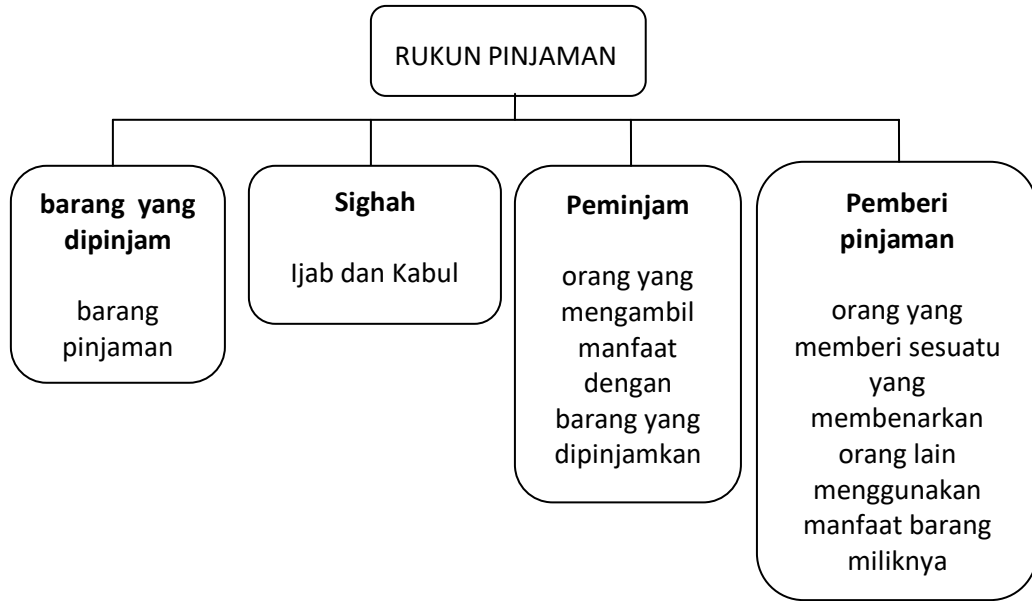 RUKUN PINJAMAN
barang yang
dipinjam
barang
pinjaman
Sighah
Ijab dan Kabul
Peminjam
orang yang
mengambil
manfaat
dengan
barang yang
dipinjamkan
Pemberi
pinjaman
orang yang
memberi sesuatu
yang
membenarkan
orang lain
menggunakan
manfaat barang
miliknya